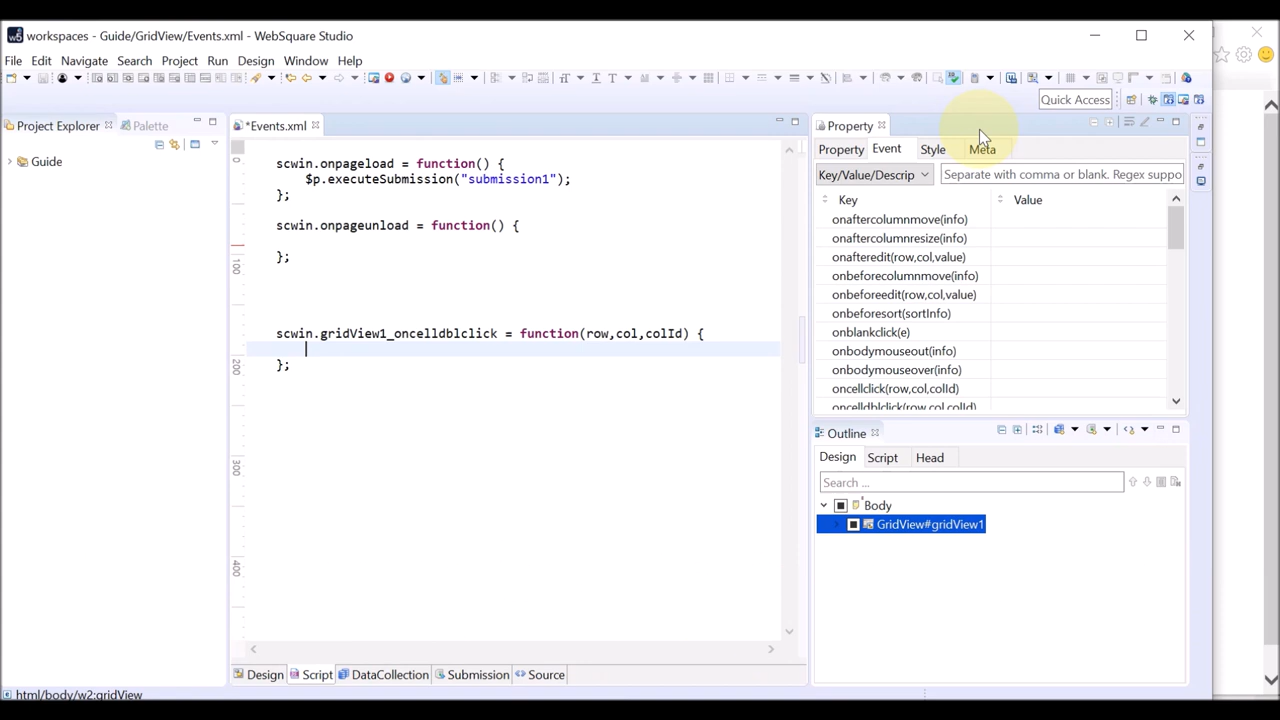 workspaces - Guide/GridView/Events.xml - WebSquare Studio
File Edit Navigate Search Project Run Design Window Help
Quick Access
Project Explorer
Palette
Guide
*Events.xml
scwin.onpageload = function() {
$p.executeSubmission("submission1");
};
scwin.onpageunload = function() {
};
scwin.gridView1_oncelldblclick = function(row,col,colId) {
};
0
100
200
300
400
Design Script DataCollection Submission Source
Property
Property Event Style Meta
Key/Value/Descrip
Separate with comma or blank. Regex suppo
Key Value
onaftercolumnmove(info)
onaftercolumnresize(info)
onafteredit(row,col,value)
onbeforecolumnmove(info)
onbeforeedit(row,col,value)
onbeforesort(sortInfo)
onblankclick(e)
onbodymouseout(info)
onbodymouseover(info)
oncellclick(row,col,colId)
oncelldblclick(row,col,colId)
Outline
Design Script Head
Search ...
Body
GridView#gridView1
html/body/w2:gridView